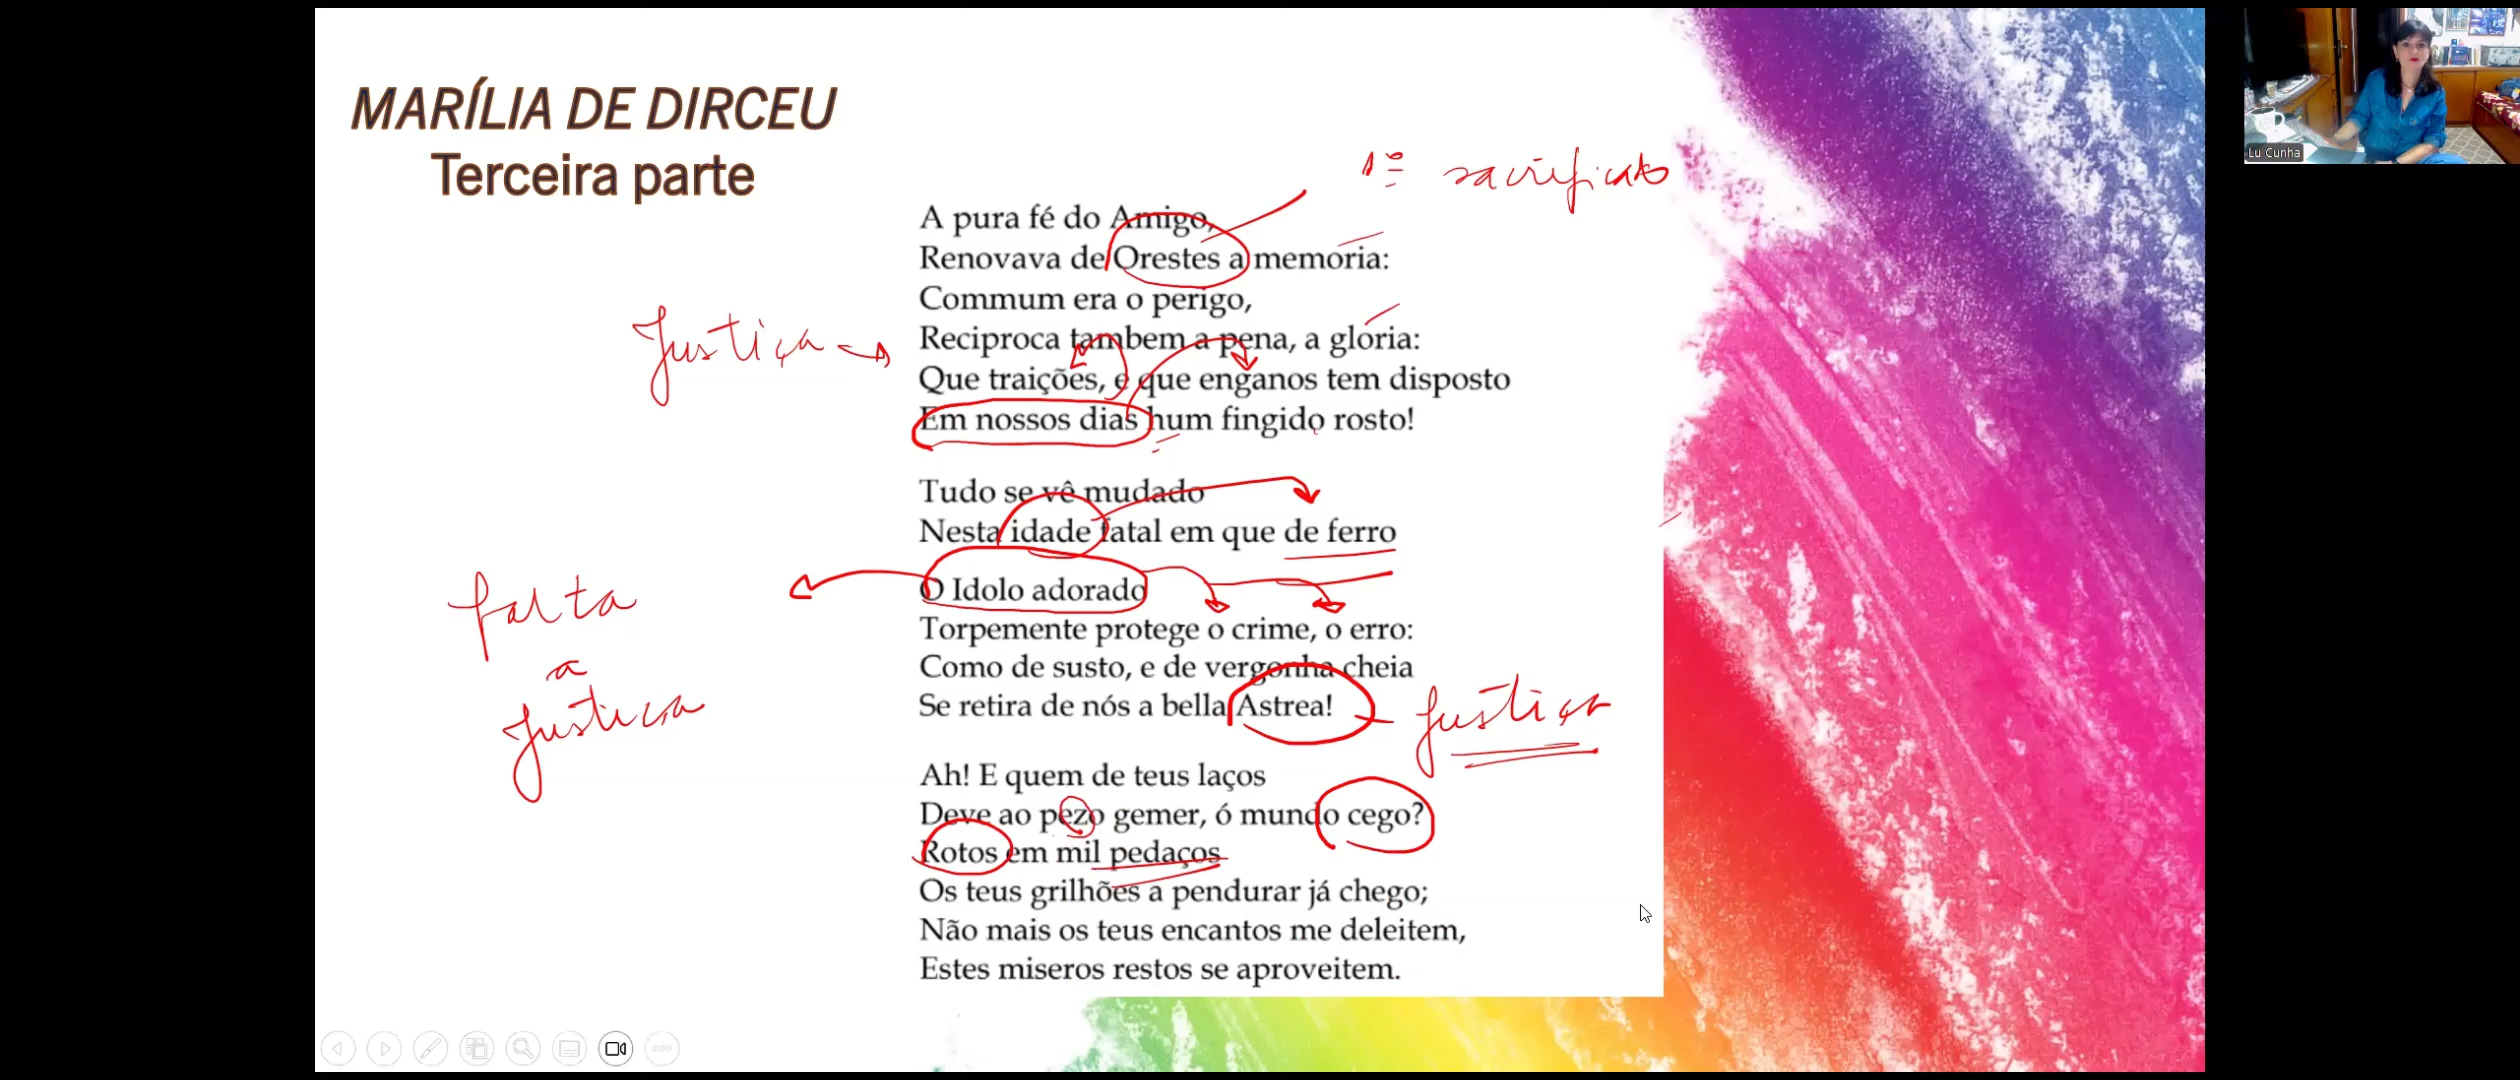 MARÍLIA DE DIRCEU
Terceira parte
1º sacrificado
A pura fé do Amigo,
Renovava de Orestes a memoria:
Commum era o perigo,
Reciproca tambem a pena, a gloria:
Que traições, e que enganos tem disposto
Em nossos dias hum fingido rosto!
Justiça
Tudo se vê mudado
Nesta idade fatal em que de ferro
O Idolo adorado
Torpemente protege o crime, o erro:
Como de susto, e de vergonha cheia
Se retira de nós a bella Astrea!
falta
a
Justiça
Justiça
Ah! E quem de teus laços
Deve ao pezo gemer, ó mundo cego?
Rotos em mil pedaços
Os teus grilhões a pendurar já chego;
Não mais os teus encantos me deleitem,
Estes miseros restos se aproveitem.
Lu Cunha